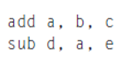 add a, b, c
sub d, a, e